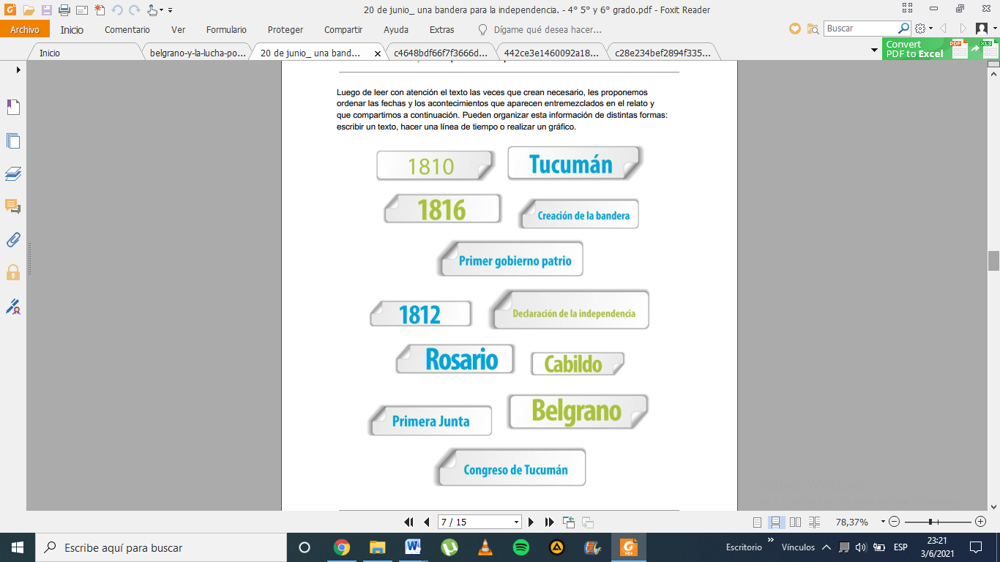 20 de junio_ una bandera para la independencia. - 4° 5° y 6° grado.pdf - Foxit Reader
Archivo Inicio Comentario Ver Formulario Proteger Compartir Ayuda Extras Dígame qué desea hacer... Buscar
Inicio belgrano-y-la-lucha-po... 20 de junio_ una band... c4648bdf66f7f3666d... 442ce3e1460092a18... c28e234bef2894f335...
Convert
PDF to Excel
PDF
XLS
Luego de leer con atención el texto las veces que crean necesario, les proponemos
ordenar las fechas y los acontecimientos que aparecen entremezclados en el relato y
que compartimos a continuación. Pueden organizar esta información de distintas formas:
escribir un texto, hacer una línea de tiempo o realizar un gráfico.
1810 Tucumán
1816 Creación de la bandera
Primer gobierno patrio
1812 Declaración de la independencia
Rosario Cabildo
Primera Junta Belgrano
Congreso de Tucumán
7 / 15 78,37%
Escribe aquí para buscar Escritorio Vínculos ESP 23:21
3/6/2021